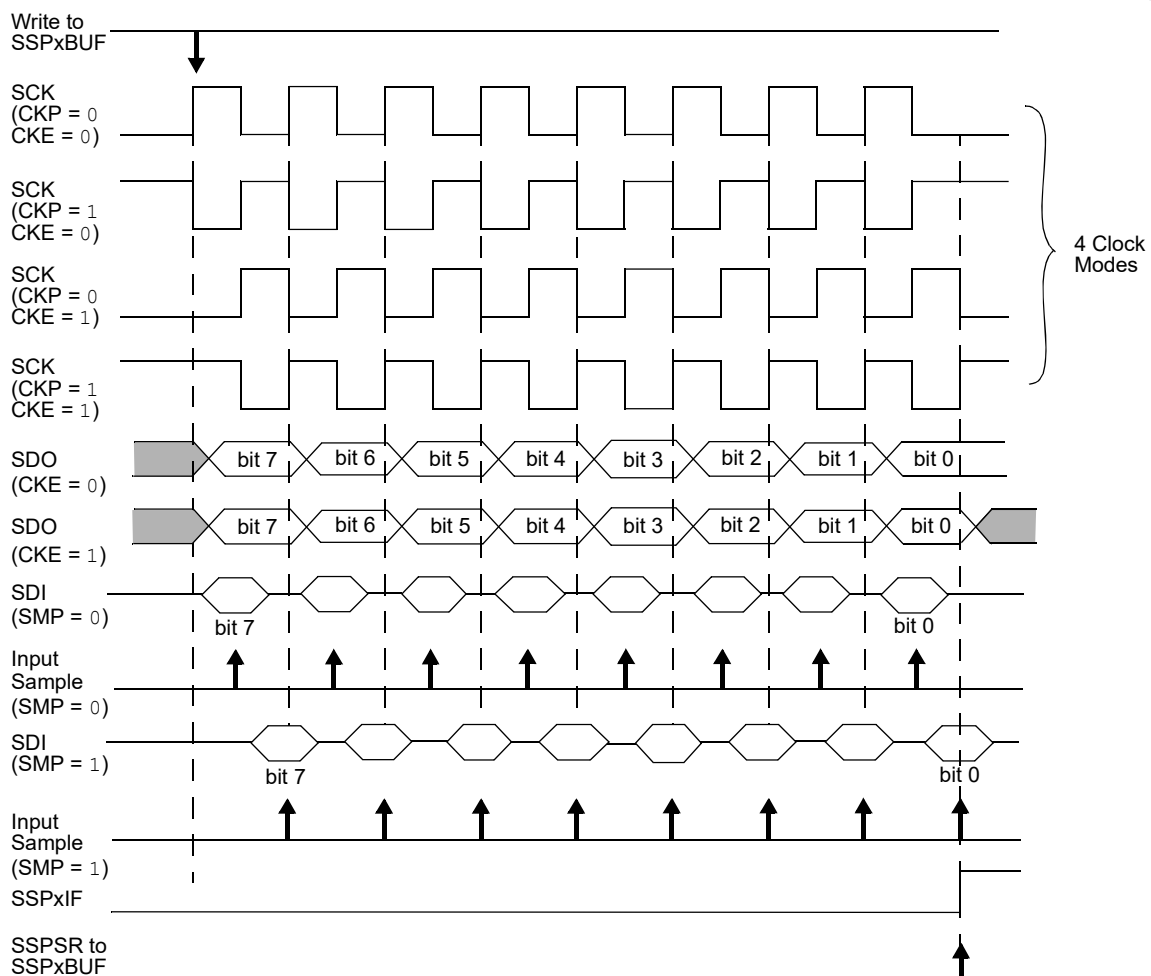 Write to
SSPxBUF
SCK
(CKP = 0
CKE = 0)
SCK
(CKP = 1
CKE = 0)
SCK
(CKP = 0
CKE = 1)
SCK
(CKP = 1
CKE = 1)
4 Clock
Modes
SDO
(CKE = 0)
bit 7 bit 6 bit 5 bit 4 bit 3 bit 2 bit 1 bit 0
SDO
(CKE = 1)
bit 7 bit 6 bit 5 bit 4 bit 3 bit 2 bit 1 bit 0
SDI
(SMP = 0)
bit 7 bit 0
Input
Sample
(SMP = 0)
SDI
(SMP = 1)
bit 7 bit 0
Input
Sample
(SMP = 1)
SSPxIF
SSPSR to
SSPxBUF